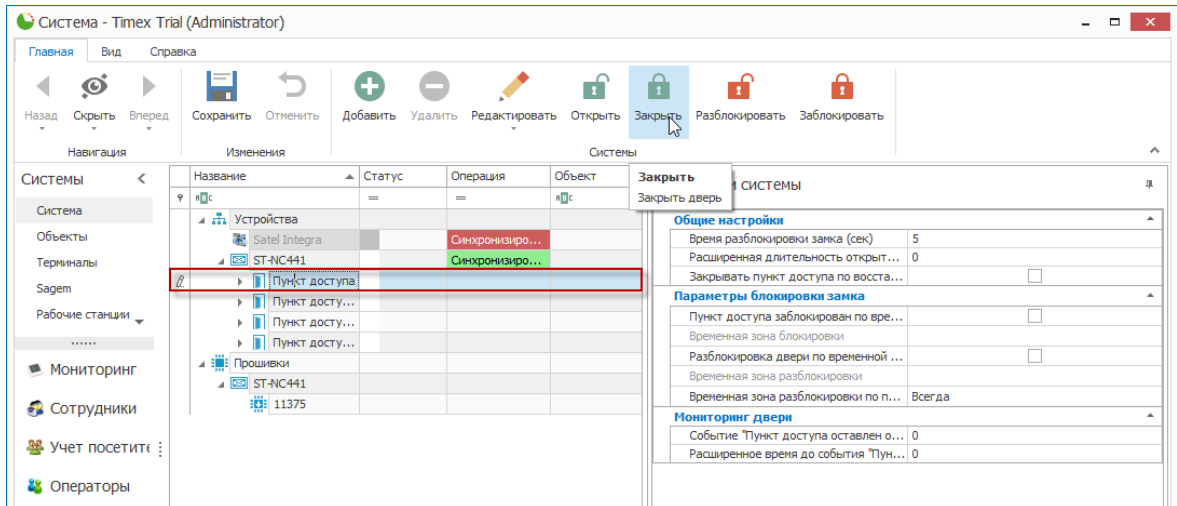 Система - Timex Trial (Administrator)
Главная Вид Справка
Назад Скрыть Вперед Сохранить Отменить Добавить Удалить Редактировать Открыть Закрыть Разблокировать Заблокировать
Навигация Изменения Системы
Системы
Система
Объекты
Терминалы
Sagem
Рабочие станции
Мониторинг
Сотрудники
Учет посетите
Операторы
Название Статус Операция Объект
Устройства
Satel Integra Синхронизиро...
ST-NC441 Синхронизиро...
Пункт доступа
Пункт досту...
Пункт досту...
Пункт досту...
Прошивки
ST-NC441
11375
Закрыть
Закрыть дверь
и системы
Общие настройки
Время разблокировки замка (сек) 5
Расширенная длительность открыт... 0
Закрывать пункт доступа по восста...
Параметры блокировки замка
Пункт доступа заблокирован по вре...
Временная зона блокировки
Разблокировка двери по временной ...
Временная зона разблокировки
Временная зона разблокировки по п... Всегда
Мониторинг двери
Событие "Пункт доступа оставлен о... 0
Расширенное время до события "Пун... 0